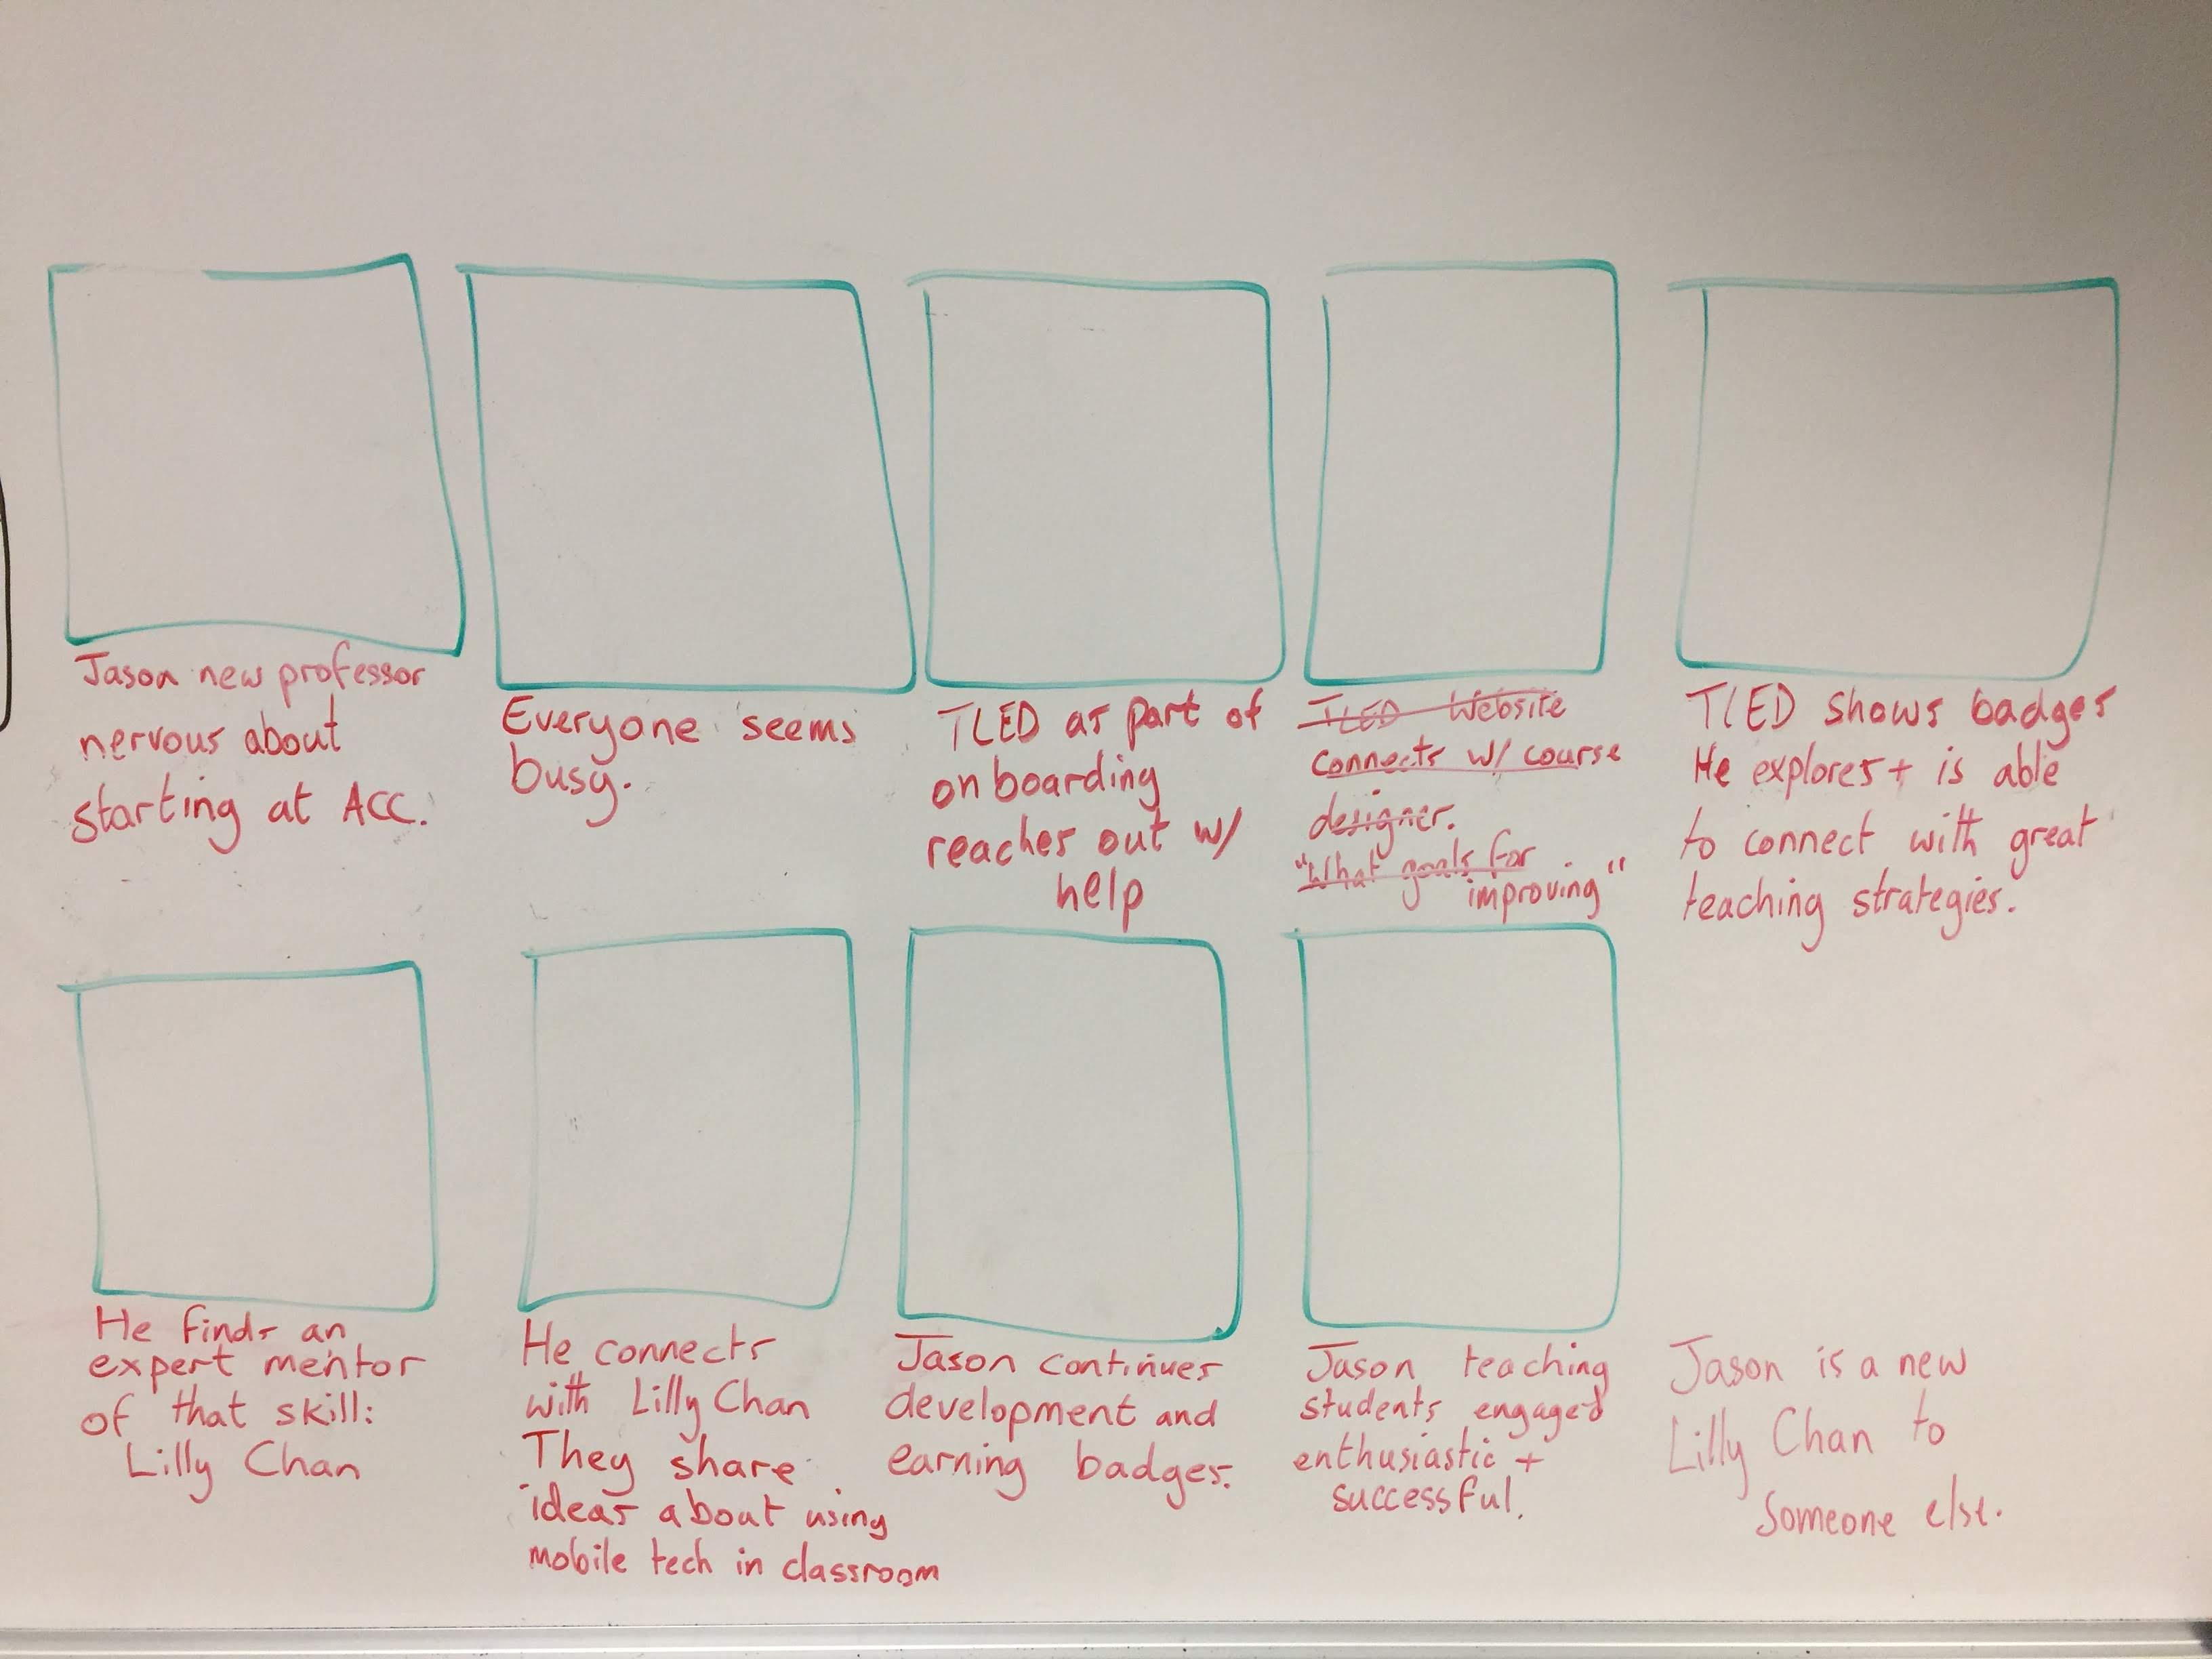 Jason new professor
nervous about
starting at ACC.
Everyone seems
busy.
TLED as part of
onboarding
reaches out w/
help
TLED Website
connects w/ course
designer.
"What goals for
improving"
TLED shows badges
He explores + is able
to connect with great
teaching strategies.
He finds an
expert mentor
of that skill:
Lilly Chan
He connects
with Lilly Chan
They share
ideas about using
mobile tech in classroom
Jason continues
development and
earning badges.
Jason teaching
students engaged
enthusiastic +
successful.
Jason is a new
Lilly Chan to
someone else.